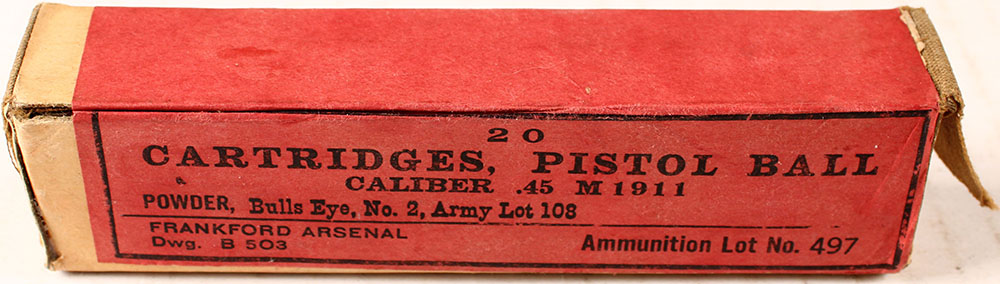 20
CARTRIDGES, PISTOL BALL
CALIBER .45 M1911
POWDER, Bulls Eye, No. 2, Army Lot 108
FRANKFORD ARSENAL
Dwg. B 503
Ammunition Lot No. 497